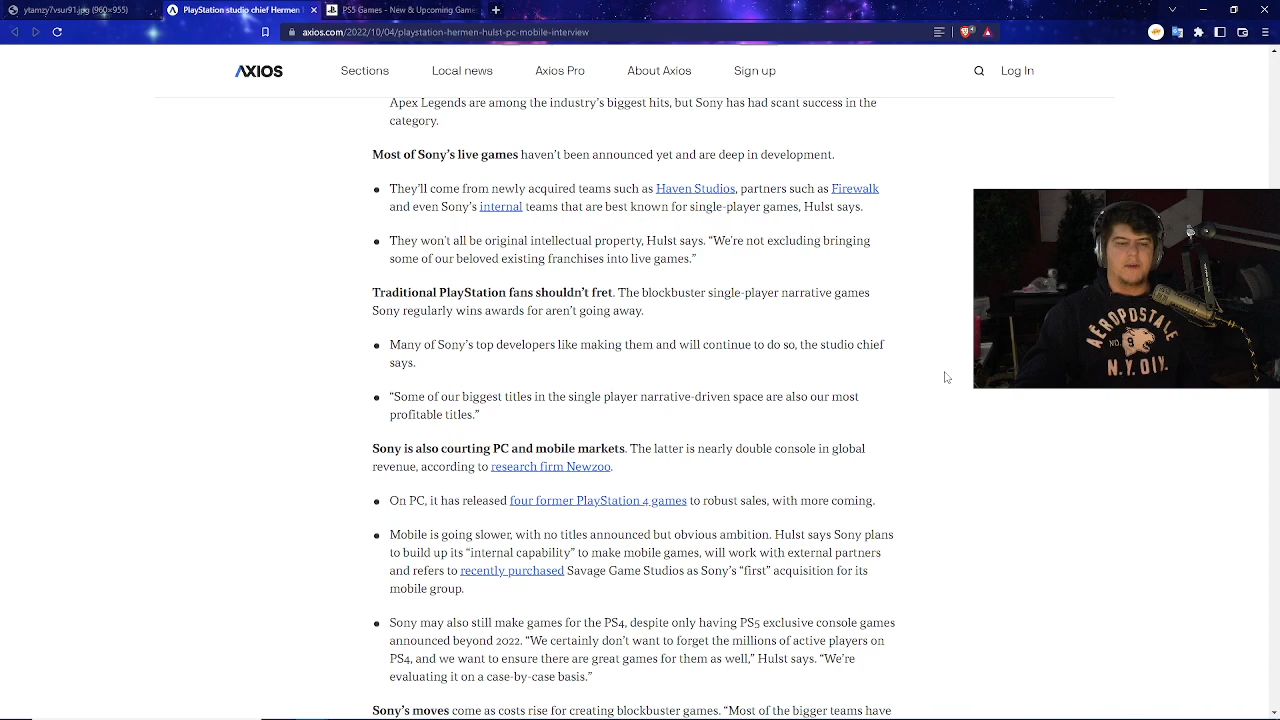 ytamzy7vsur91.jpg (960×955)
PlayStation studio chief Hermen H
PS5 Games – New & Upcoming Game
axios.com/2022/10/04/playstation-hermen-hulst-pc-mobile-interview
AXIOS Sections Local news Axios Pro About Axios Sign up Log In
Apex Legends are among the industry's biggest hits, but Sony has had scant success in the
category.
Most of Sony's live games haven't been announced yet and are deep in development.
They'll come from newly acquired teams such as Haven Studios, partners such as Firewalk
and even Sony's internal teams that are best known for single-player games, Hulst says.
They won't all be original intellectual property, Hulst says. “We're not excluding bringing
some of our beloved existing franchises into live games.”
Traditional PlayStation fans shouldn't fret. The blockbuster single-player narrative games
Sony regularly wins awards for aren't going away.
Many of Sony's top developers like making them and will continue to do so, the studio chief
says.
“Some of our biggest titles in the single player narrative-driven space are also our most
profitable titles.”
Sony is also courting PC and mobile markets. The latter is nearly double console in global
revenue, according to research firm Newzoo.
On PC, it has released four former PlayStation 4 games to robust sales, with more coming.
Mobile is going slower, with no titles announced but obvious ambition. Hulst says Sony plans
to build up its “internal capability” to make mobile games, will work with external partners
and refers to recently purchased Savage Game Studios as Sony's “first” acquisition for its
mobile group.
Sony may also still make games for the PS4, despite only having PS5 exclusive console games
announced beyond 2022. “We certainly don't want to forget the millions of active players on
PS4, and we want to ensure there are great games for them as well,” Hulst says. “We're
evaluating it on a case-by-case basis.”
Sony's moves come as costs rise for creating blockbuster games. “Most of the bigger teams have
AÉROPOSTALE
NO. 9
N.Y. DIV.